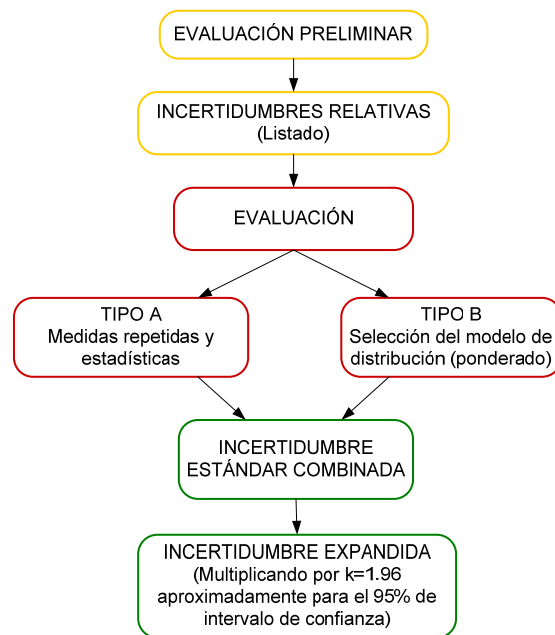 EVALUACIÓN PRELIMINAR
INCERTIDUMBRES RELATIVAS
(Listado)
EVALUACIÓN
TIPO A
Medidas repetidas y
estadísticas
TIPO B
Selección del modelo de
distribución (ponderado)
INCERTIDUMBRE
ESTÁNDAR COMBINADA
INCERTIDUMBRE EXPANDIDA
(Multiplicando por k=1.96
aproximadamente para el 95% de
intervalo de confianza)